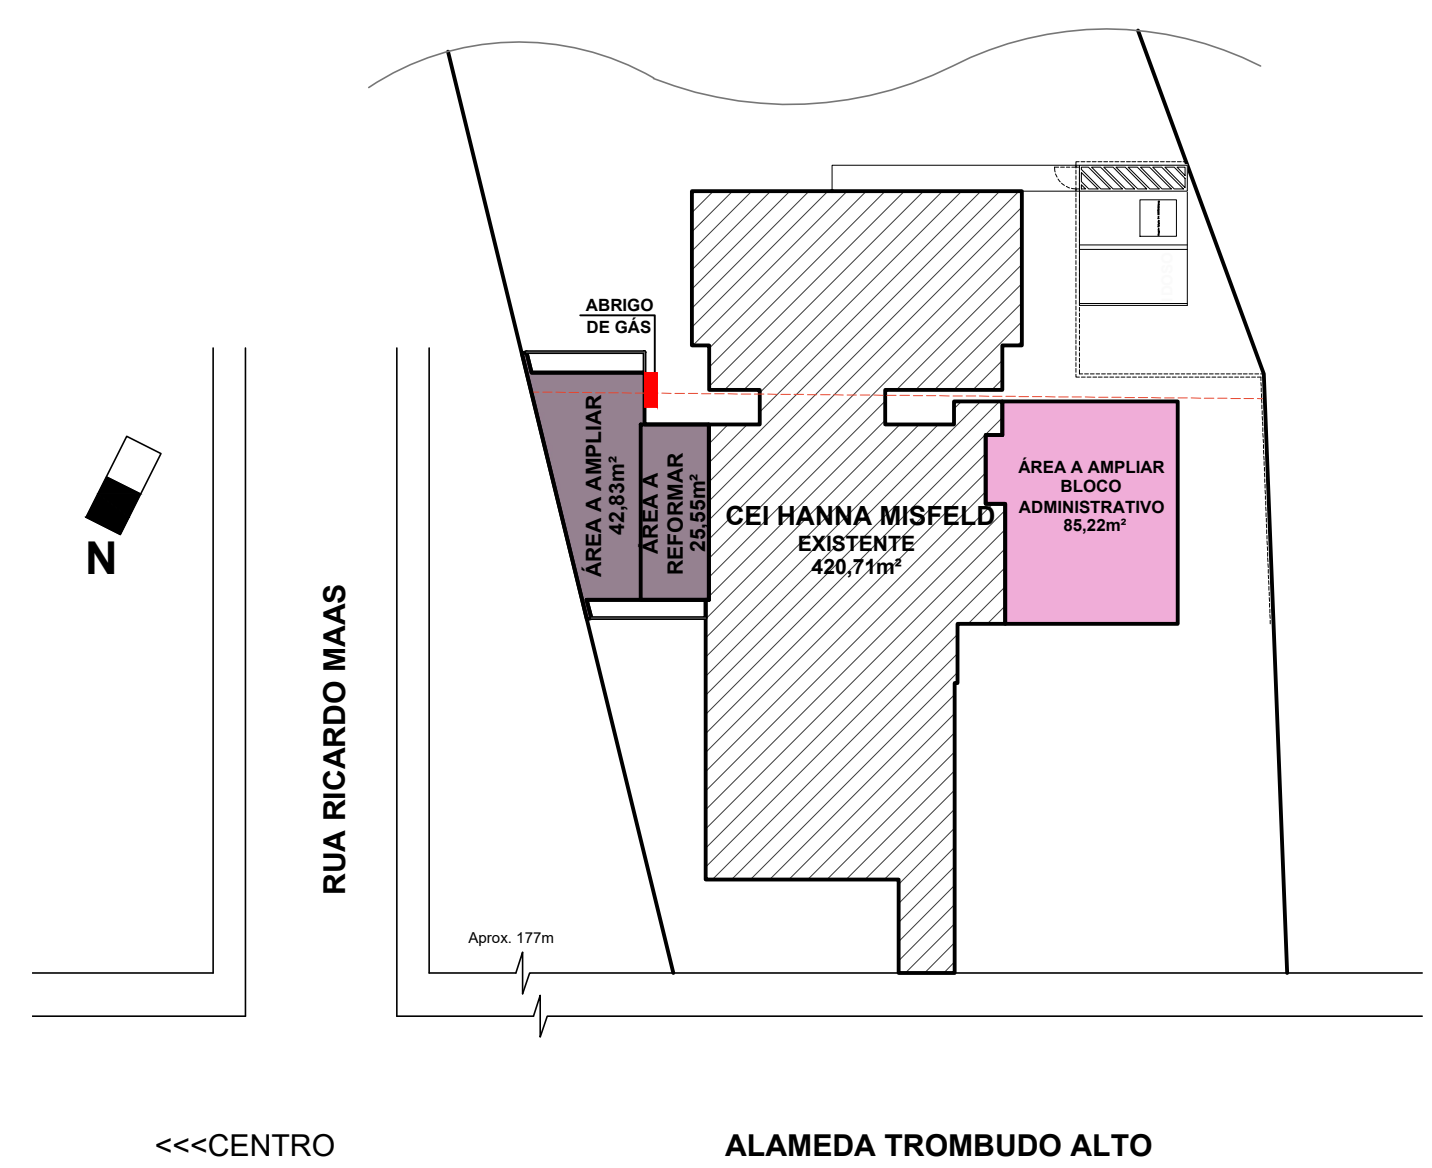 ABRIGO
DE GÁS
ÁREA A AMPLIAR
42,83m²
ÁREA A
REFORMAR
25,55m²
CEI HANNA MISFELD
EXISTENTE
420,71m²
ÁREA A AMPLIAR
BLOCO
ADMINISTRATIVO
85,22m²
N
RUA RICARDO MAAS
Aprox. 177m
<<<CENTRO
ALAMEDA TROMBUDO ALTO